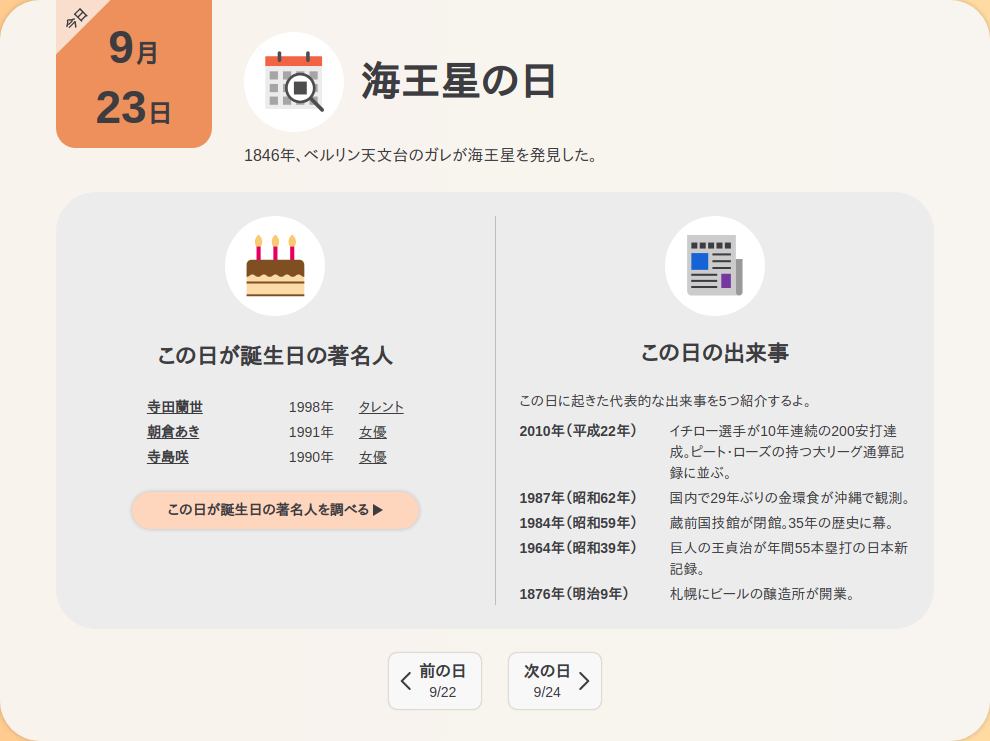 今日
9月
23日
海王星の日
1846年、ベルリン天文台のガレが海王星を発見した。
この日が誕生日の著名人
寺田蘭世 1998年 タレント
朝倉あき 1991年 女優
寺島咲 1990年 女優
この日が誕生日の著名人を調べる▶
この日の出来事
この日に起きた代表的な出来事を5つ紹介するよ。
2010年（平成22年） イチロー選手が10年連続の200安打達
成。ピート・ローズの持つ大リーグ通算記
録に並ぶ。
1987年（昭和62年） 国内で29年ぶりの金環食が沖縄で観測。
1984年（昭和59年） 蔵前国技館が閉館。35年の歴史に幕。
1964年（昭和39年） 巨人の王貞治が年間55本塁打の日本新
記録。
1876年（明治9年） 札幌にビールの醸造所が開業。
前の日
9/22
次の日
9/24